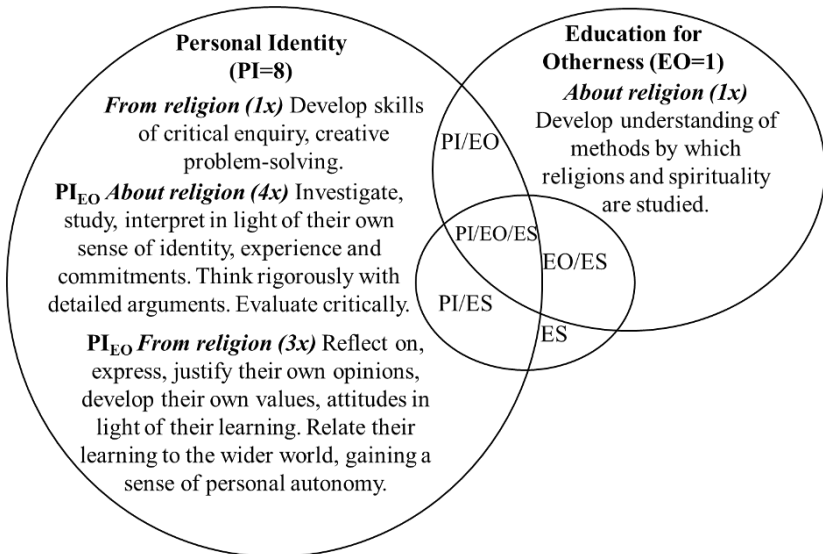 Personal Identity
(PI=8)
From religion (1x) Develop skills
of critical enquiry, creative
problem-solving.
PIEO About religion (4x) Investigate,
study, interpret in light of their own
sense of identity, experience and
commitments. Think rigorously with
detailed arguments. Evaluate critically.
PIEO From religion (3x) Reflect on,
express, justify their own opinions,
develop their own values, attitudes in
light of their learning. Relate their
learning to the wider world, gaining a
sense of personal autonomy.
Education for
Otherness (EO=1)
About religion (1x)
Develop understanding of
methods by which
religions and spirituality
are studied.
PI/EO
PI/EO/ES
EO/ES
PI/ES
ES